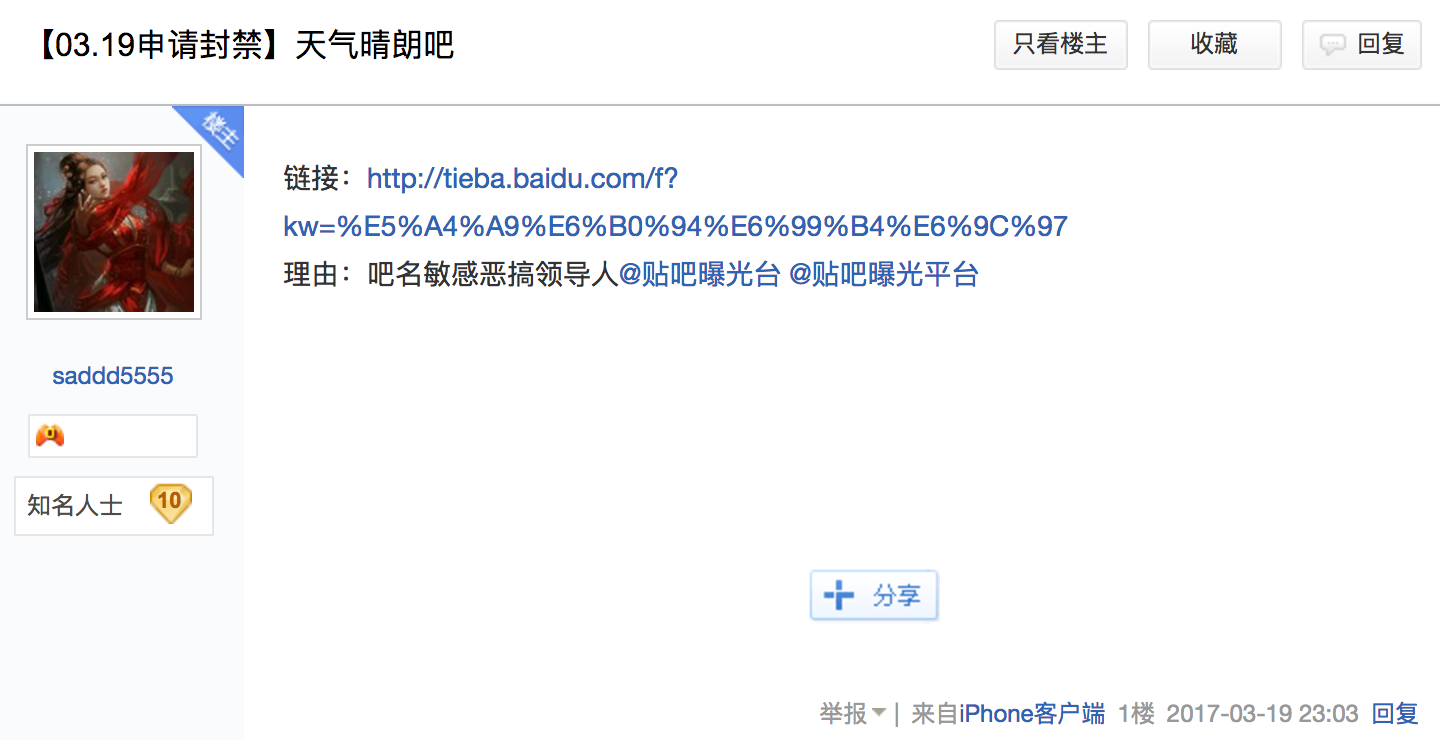 【03.19申请封禁】天气晴朗吧
只看楼主
收藏
回复
楼主
链接：http://tieba.baidu.com/f?
kw=%E5%A4%A9%E6%B0%94%E6%99%B4%E6%9C%97
理由：吧名敏感恶搞领导人@贴吧曝光台 @贴吧曝光平台
saddd5555
知名人士 10
分享
举报 | 来自iPhone客户端 1楼 2017-03-19 23:03 回复